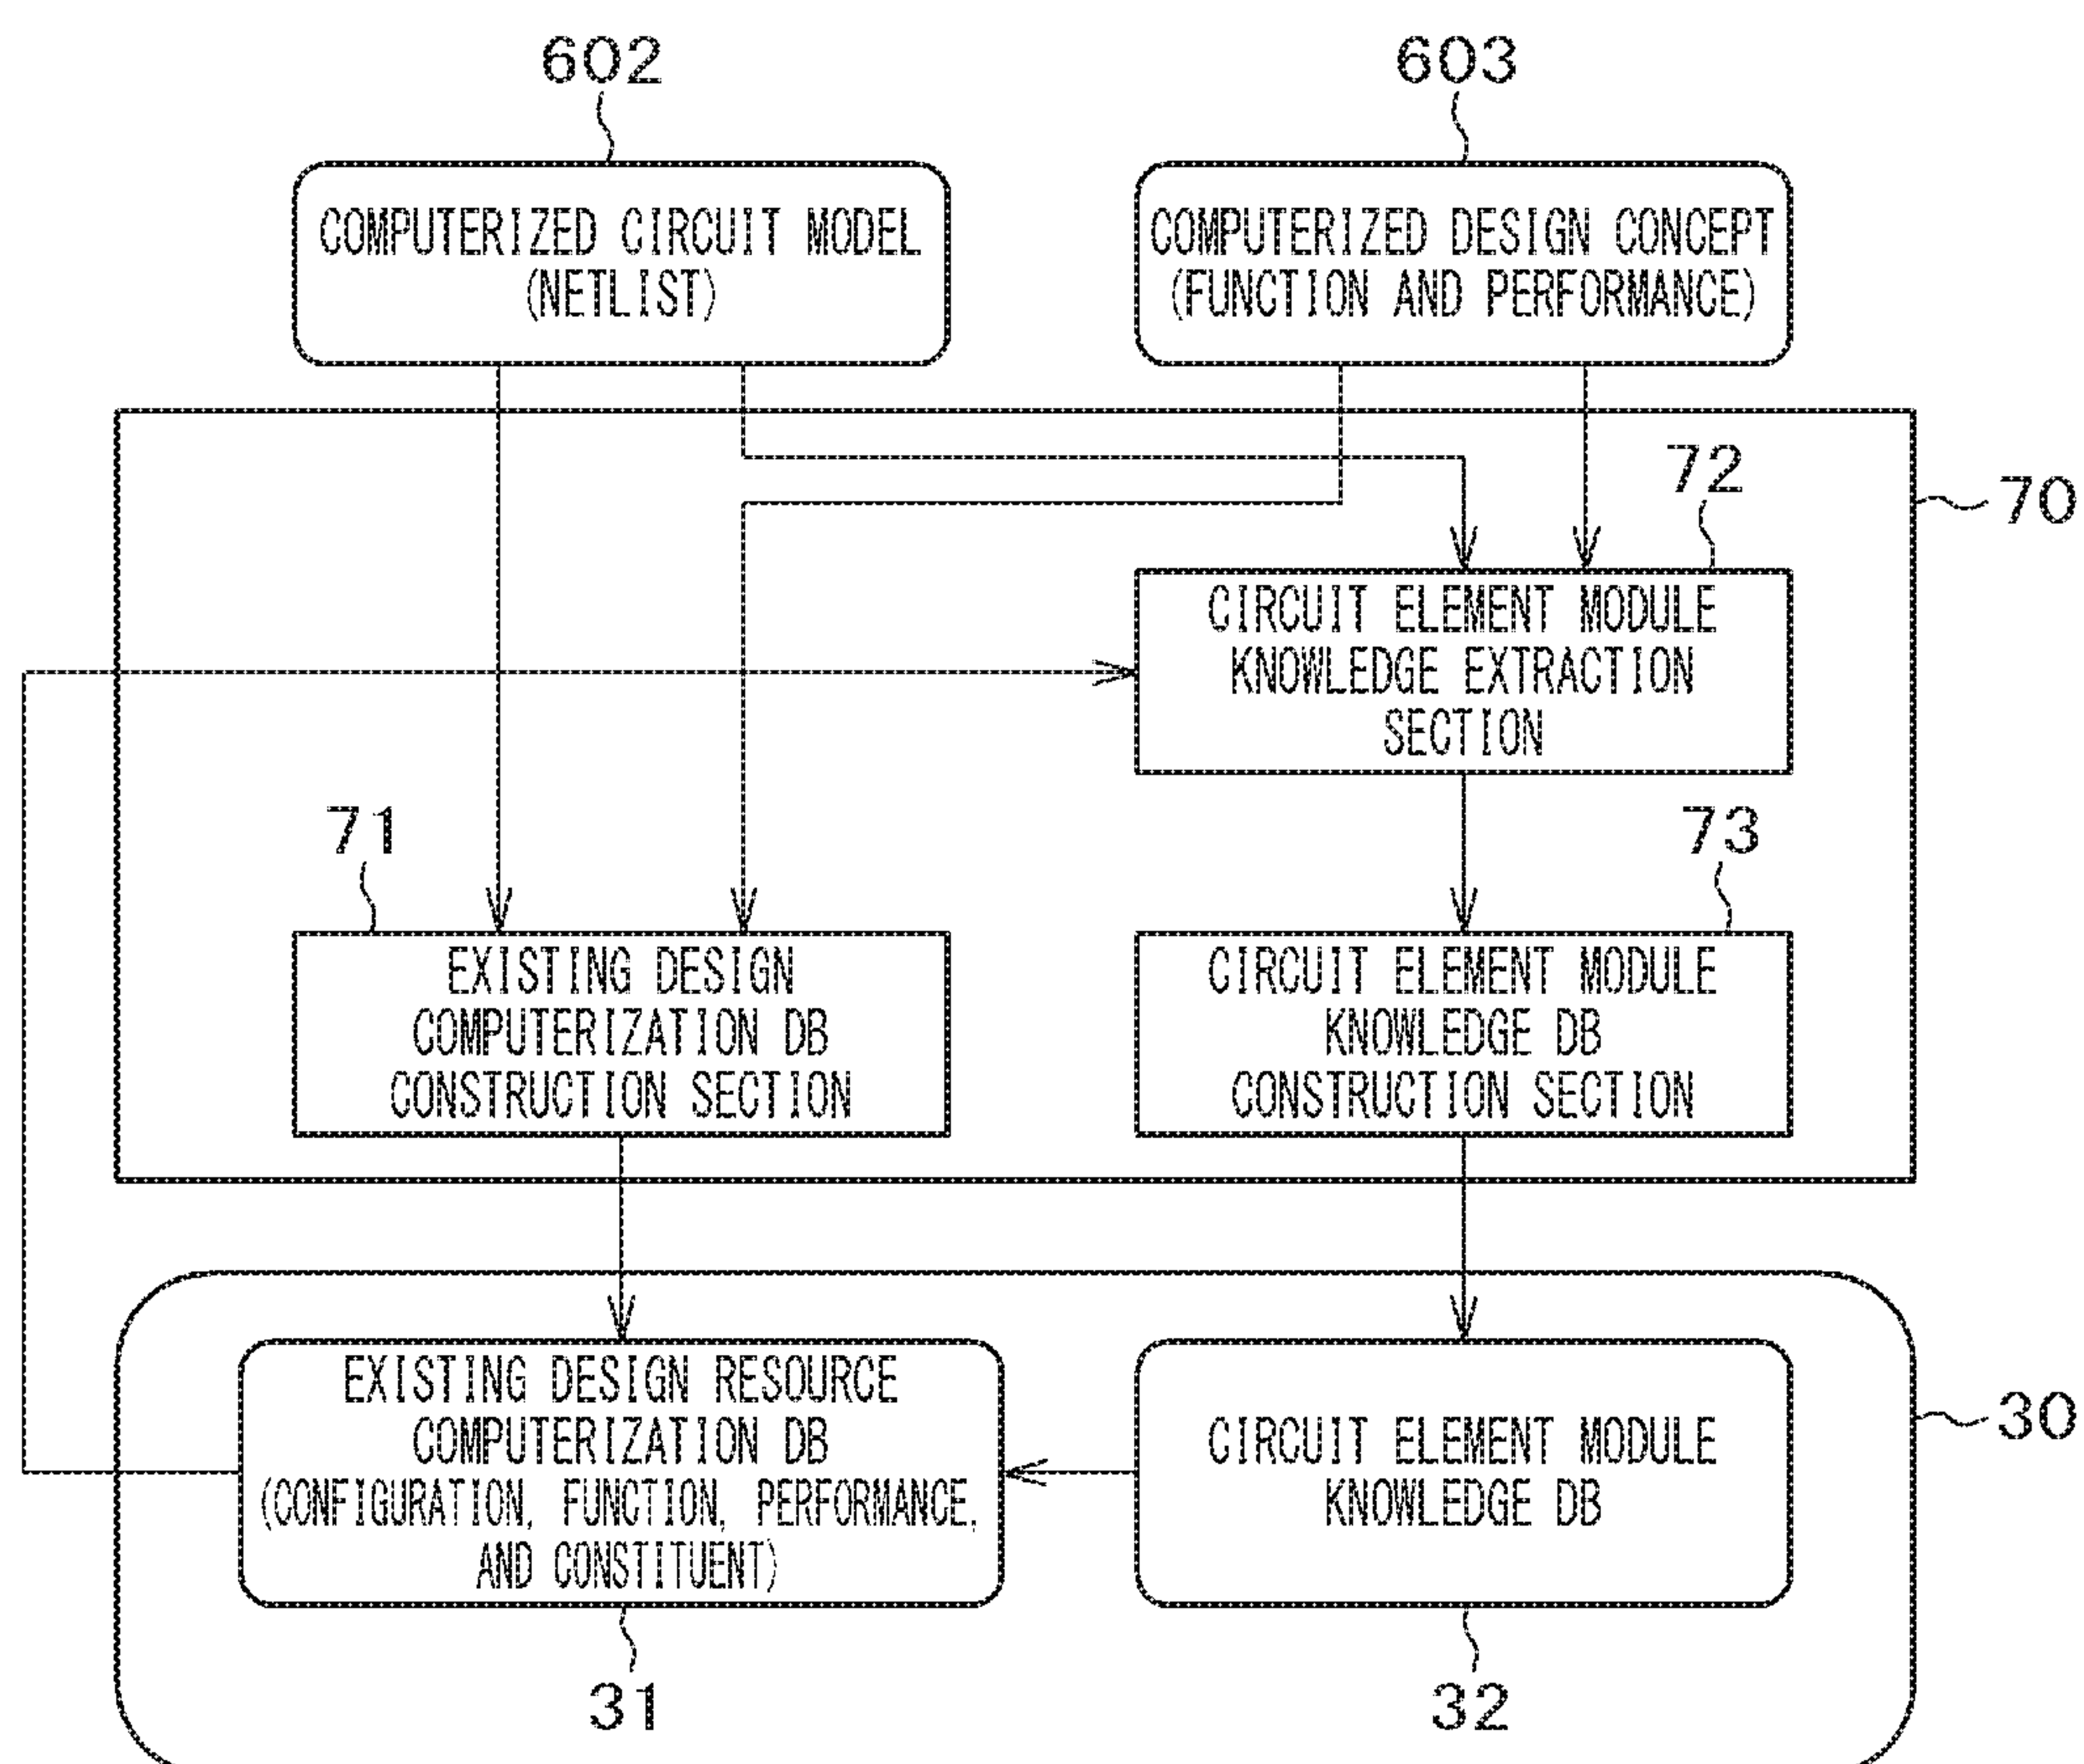 602
603
COMPUTERIZED CIRCUIT MODEL
(NETLIST)
COMPUTERIZED DESIGN CONCEPT
(FUNCTION AND PERFORMANCE)
72
70
CIRCUIT ELEMENT MODULE
KNOWLEDGE EXTRACTION
SECTION
71
73
EXISTING DESIGN
COMPUTERIZATION DB
CONSTRUCTION SECTION
CIRCUIT ELEMENT MODULE
KNOWLEDGE DB
CONSTRUCTION SECTION
EXISTING DESIGN RESOURCE
COMPUTERIZATION DB
(CONFIGURATION, FUNCTION, PERFORMANCE,
AND CONSTITUENT)
CIRCUIT ELEMENT MODULE
KNOWLEDGE DB
30
31
32